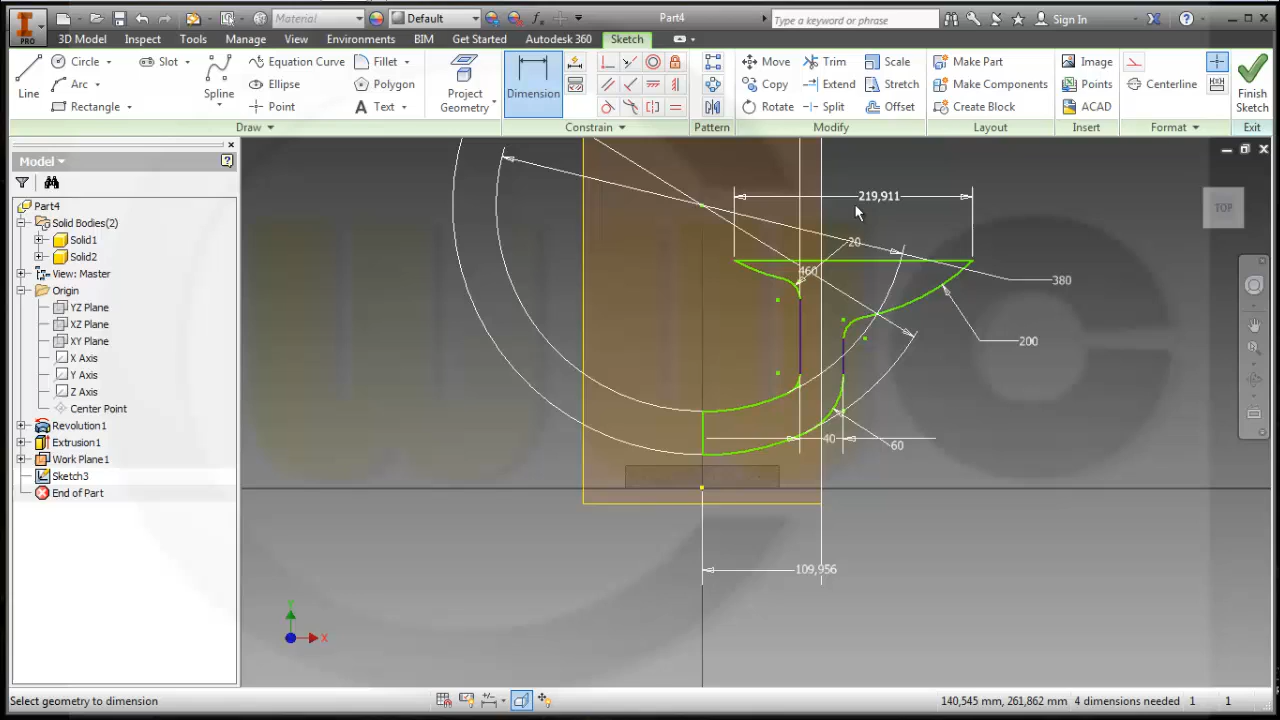 PRO
Material
Default
Part4
Type a keyword or phrase
Sign In
3D Model
Inspect
Tools
Manage
View
Environments
BIM
Get Started
Autodesk 360
Sketch
Line
Circle
Arc
Rectangle
Slot
Spline
Equation Curve
Ellipse
Point
Fillet
Polygon
Text
Project
Geometry
Dimension
Move
Copy
Rotate
Trim
Extend
Split
Scale
Stretch
Offset
Make Part
Make Components
Create Block
Image
Points
ACAD
Centerline
Finish
Sketch
Draw
Constrain
Pattern
Modify
Layout
Insert
Format
Exit
Model
Part4
Solid Bodies(2)
Solid1
Solid2
View: Master
Origin
YZ Plane
XZ Plane
XY Plane
X Axis
Y Axis
Z Axis
Center Point
Revolution1
Extrusion1
Work Plane1
Sketch3
End of Part
219,911
20
460
380
200
40
60
109,956
TOP
Y
X
Select geometry to dimension
140,545 mm, 261,862 mm
4 dimensions needed
1
1